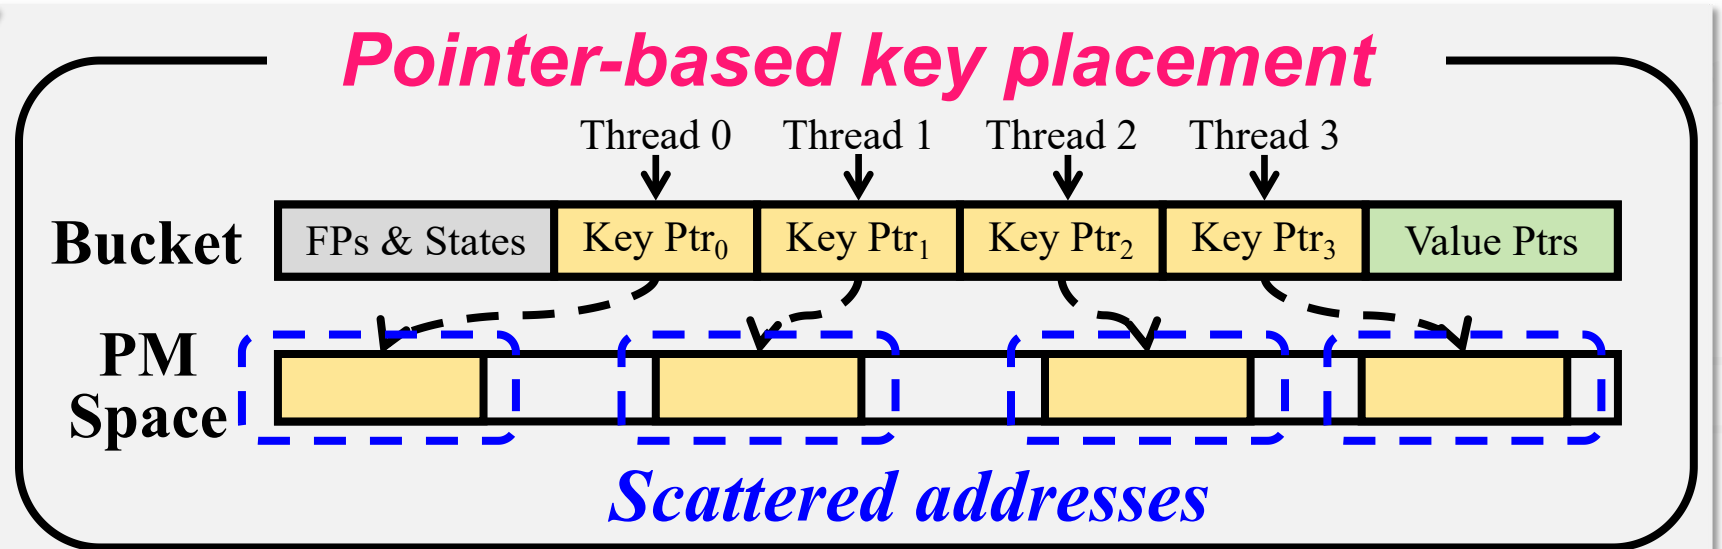 Pointer-based key placement
Thread 0 Thread 1 Thread 2 Thread 3
Bucket FPs & States Key Ptr₀ Key Ptr₁ Key Ptr₂ Key Ptr₃ Value Ptrs
PM
Space
Scattered addresses